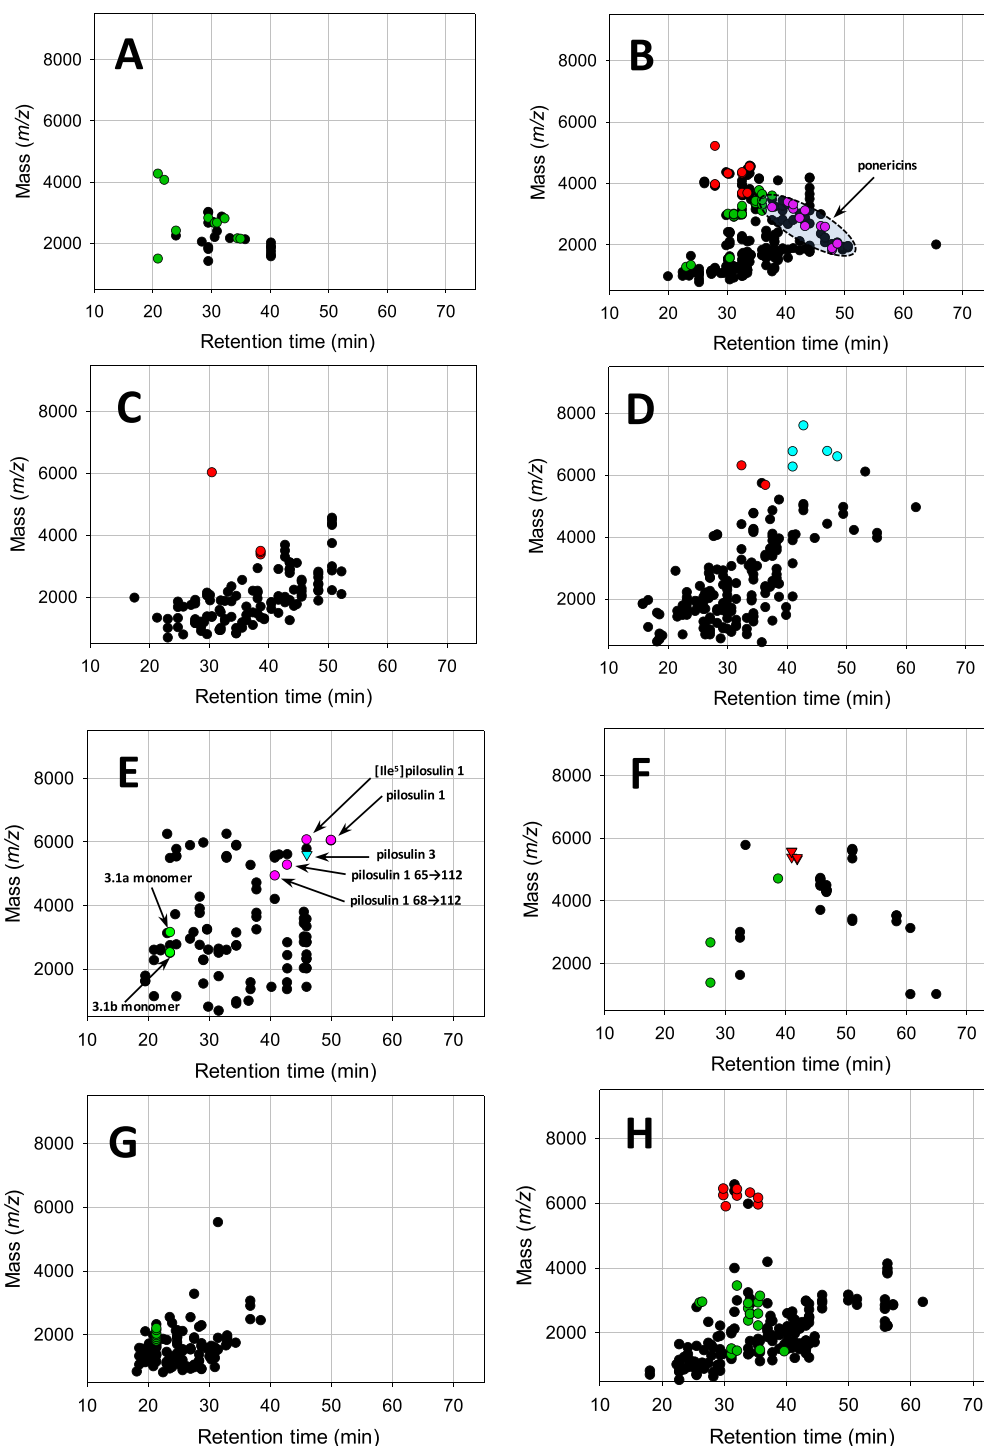 A
8000
6000
4000
2000
Mass (m/z)
10 20 30 40 50 60 70
Retention time (min)
B
8000
6000
4000
2000
Mass (m/z)
ponericins
10 20 30 40 50 60 70
Retention time (min)
C
8000
6000
4000
2000
Mass (m/z)
10 20 30 40 50 60 70
Retention time (min)
D
8000
6000
4000
2000
Mass (m/z)
10 20 30 40 50 60 70
Retention time (min)
E
8000
6000
4000
2000
Mass (m/z)
[Ile⁵]pilosulin 1
pilosulin 1
pilosulin 3
pilosulin 1 65→112
pilosulin 1 68→112
3.1a monomer
3.1b monomer
10 20 30 40 50 60 70
Retention time (min)
F
8000
6000
4000
2000
Mass (m/z)
10 20 30 40 50 60 70
Retention time (min)
G
8000
6000
4000
2000
Mass (m/z)
10 20 30 40 50 60 70
Retention time (min)
H
8000
6000
4000
2000
Mass (m/z)
10 20 30 40 50 60 70
Retention time (min)